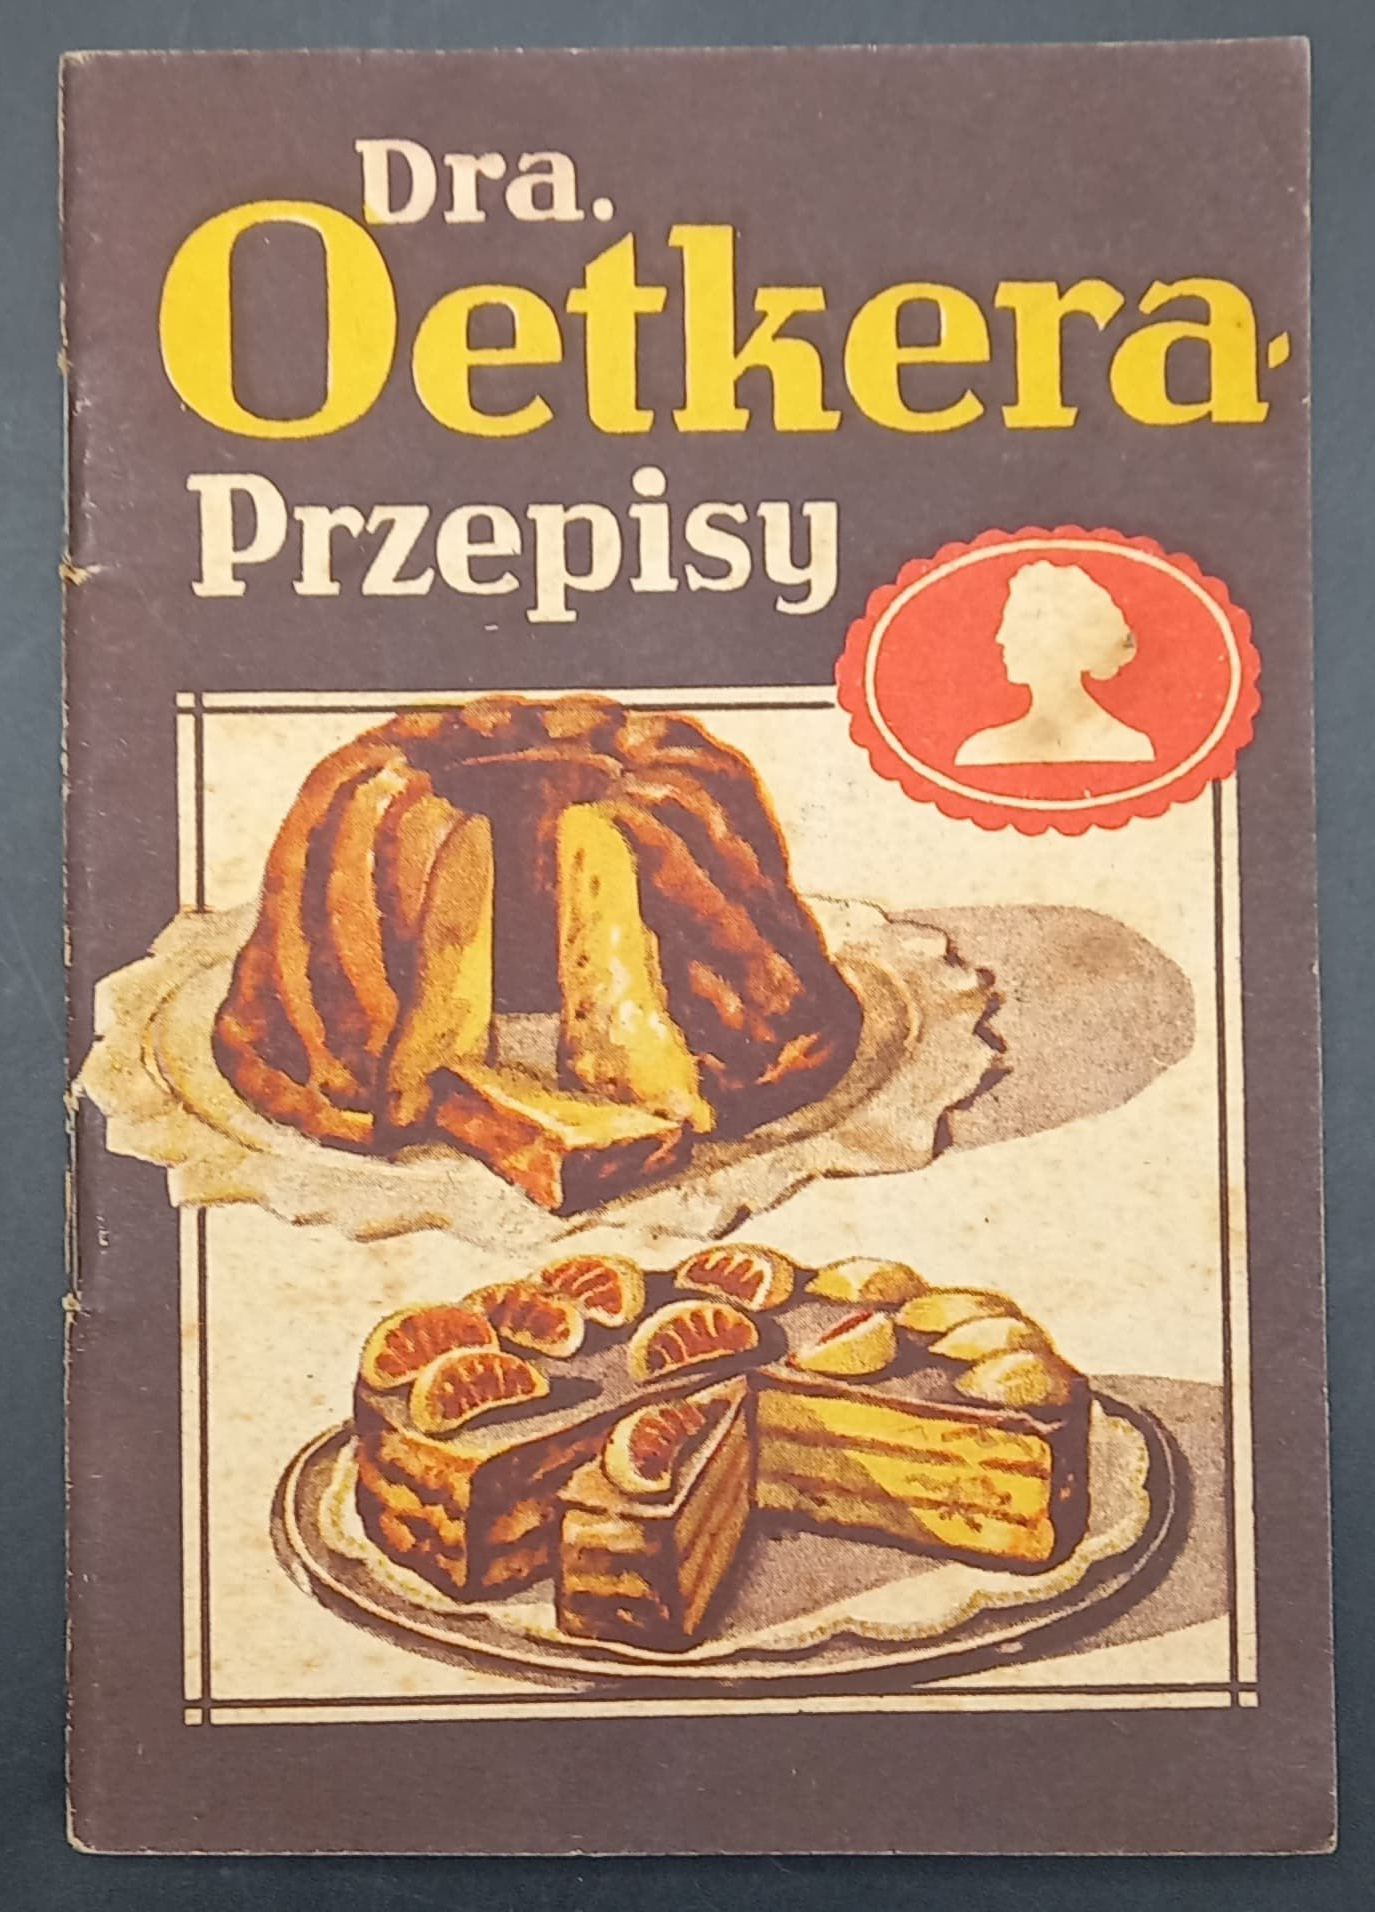 Dra.
Oetkera-
Przepisy